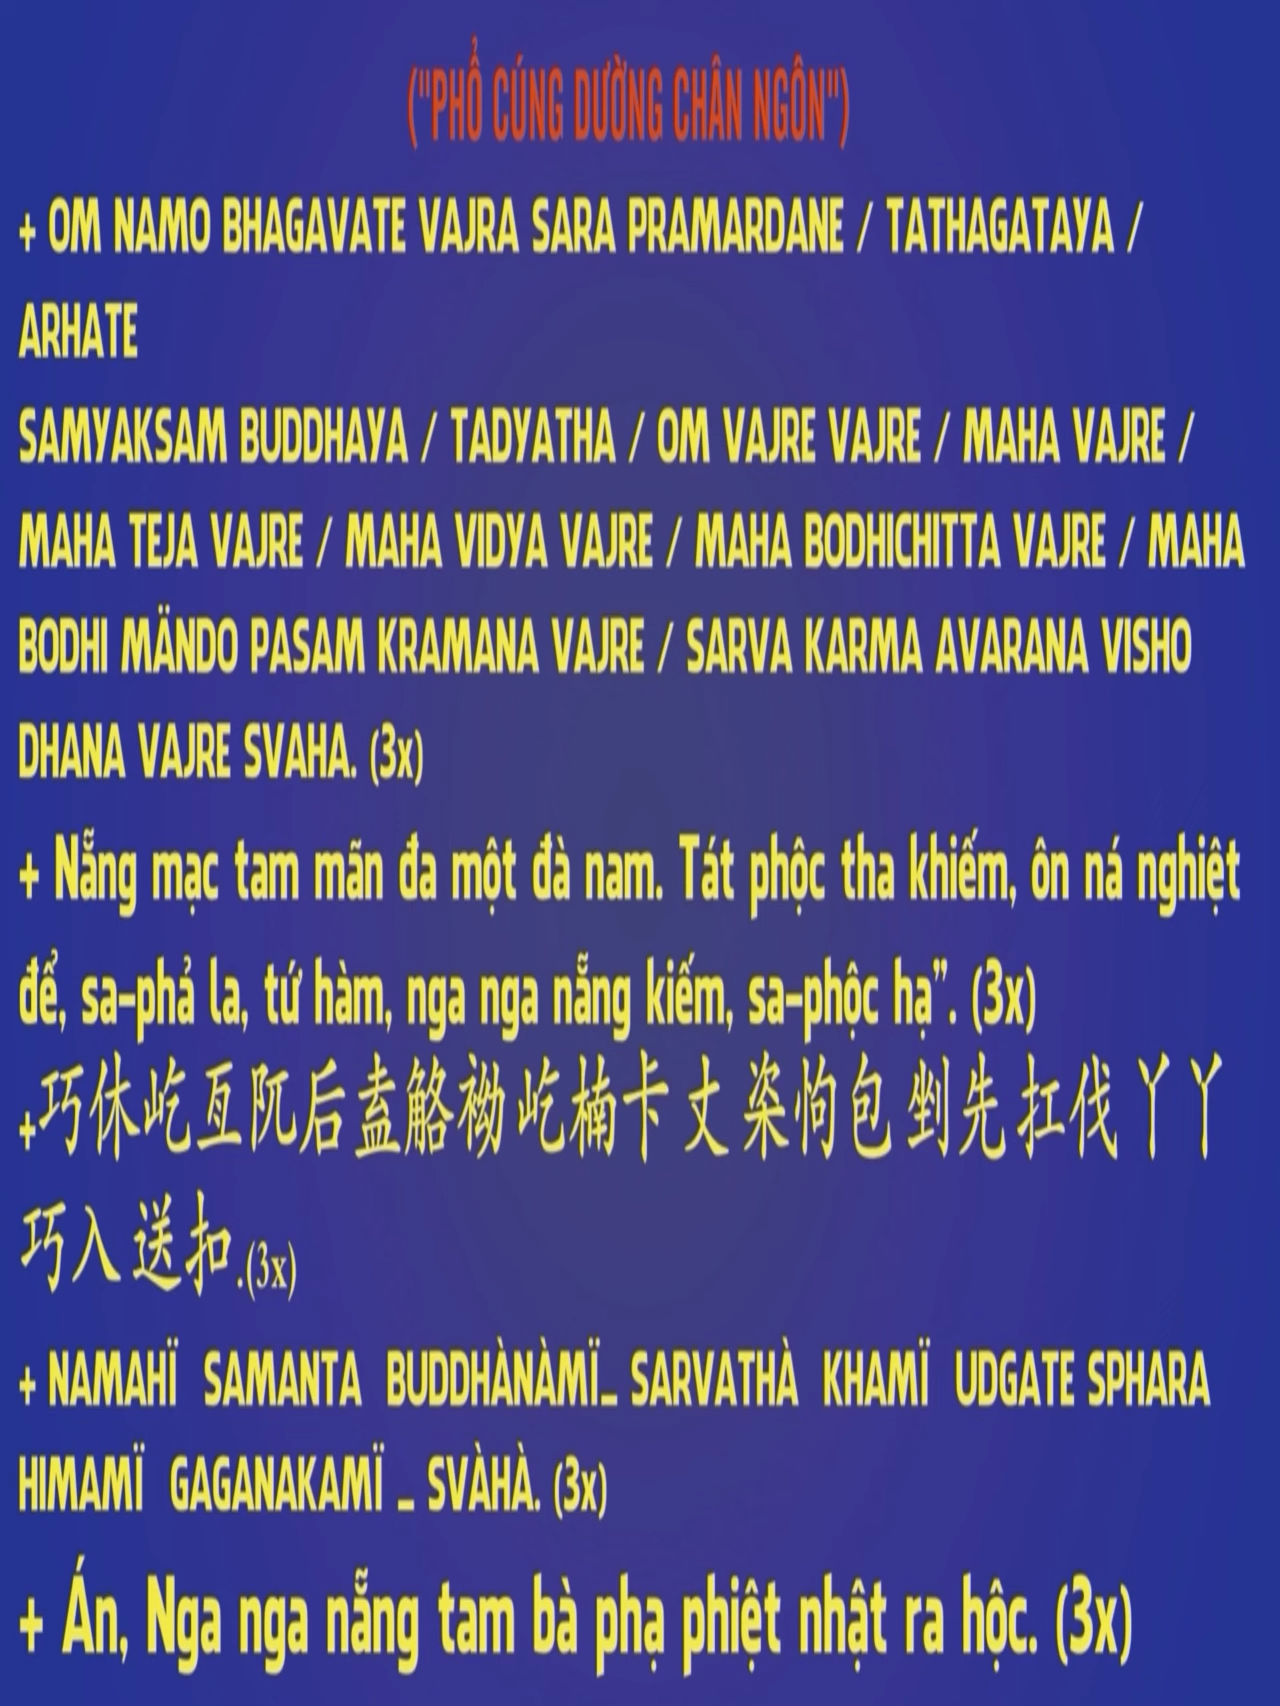 ("PHỔ CÚNG DƯỜNG CHÂN NGÔN")
+ OM NAMO BHAGAVATE VAJRA SARA PRAMARDANE / TATHAGATAYA /
ARHATE
SAMYAKSAM BUDDHAYA / TADYATHA / OM VAJRE VAJRE / MAHA VAJRE /
MAHA TEJA VAJRE / MAHA VIDYA VAJRE / MAHA BODHICHITTA VAJRE / MAHA
BODHI MÄNDO PASAM KRAMANA VAJRE / SARVA KARMA AVARANA VISHO
DHANA VAJRE SVAHA. (3x)
+ Nẵng mạc tam mãn đa một đà nam. Tát phộc tha khiếm, ôn ná nghiệt
để, sa-phả la, tứ hàm, nga nga nẵng kiếm, sa-phộc hạ”. (3x)
+巧休屹亙阢后盍觡袎屹楠卡丈 栥恦包 剉先 扛伐 丫丫
巧入送扣.(3x)
+ NAMAHÏ SAMANTA BUDDHÀNÀMÏ_ SARVATHÀ KHAMÏ UDGATE SPHARA
HIMAMÏ GAGANAKAMÏ _ SVÀHÀ. (3x)
+ Án, Nga nga nẵng tam bà phạ phiệt nhật ra hộc. (3x)